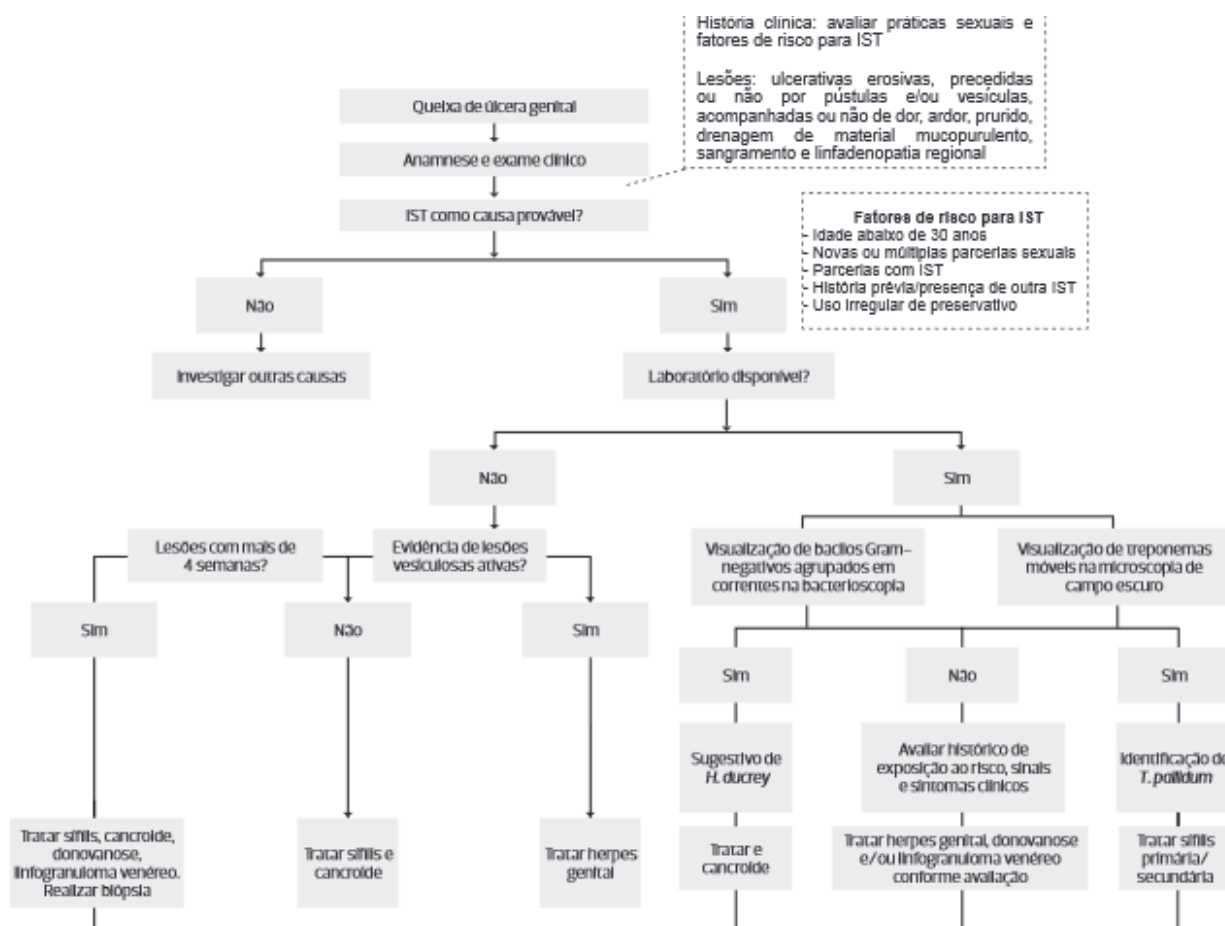 História clínica: avaliar práticas sexuais e
fatores de risco para IST
Lesões: ulcerativas erosivas, precedidas
ou não por pústulas e/ou vesículas,
acompanhadas ou não de dor, ardor, prurido,
drenagem de material mucopurulento,
sangramento e linfadenopatia regional
Queixa de úlcera genital
Anamnese e exame clínico
IST como causa provável?
Fatores de risco para IST
- Idade abaixo de 30 anos
- Novas ou múltiplas parcerias sexuais
- Parcerias com IST
- História prévia/presença de outra IST
- Uso irregular de preservativo
Não
Sim
Investigar outras causas
Laboratório disponível?
Não
Sim
Lesões com mais de
4 semanas?
Evidência de lesões
vesiculosas ativas?
Visualização de bacilos Gram-
negativos agrupados em
correntes na bacterioscopia
Visualização de treponemas
móveis na microscopia de
campo escuro
Sim
Não
Sim
Sim
Não
Sim
Sugestivo de
H. ducrey
Avaliar histórico de
exposição ao risco, sinais
e sintomas clínicos
Identificação de
T. pallidum
Tratar sífilis, cancroide,
donovanose,
linfogranuloma venéreo.
Realizar biópsia
Tratar sífilis e
cancroide
Tratar herpes
genital
Tratar e
cancroide
Tratar herpes genital, donovanose
e/ou linfogranuloma venéreo
conforme avaliação
Tratar sífilis
primária/
secundária